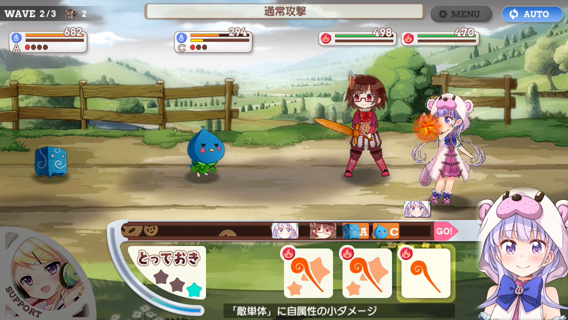 WAVE 2/3 2
通常攻撃
MENU
AUTO
682
A
294
C
498
470
A C GO!
とっておき
SUPPORT
「敵単体」に自属性の小ダメージ